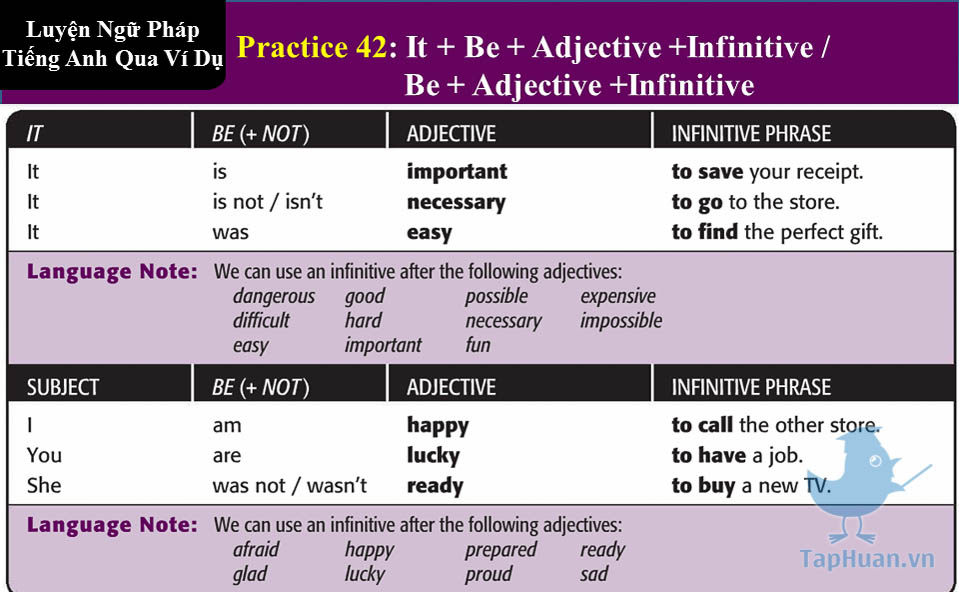 Luyện Ngữ Pháp
Tiếng Anh Qua Ví Dụ
Practice 42: It + Be + Adjective +Infinitive /
Be + Adjective +Infinitive
IT BE (+ NOT) ADJECTIVE INFINITIVE PHRASE
It is important to save your receipt.
It is not / isn't necessary to go to the store.
It was easy to find the perfect gift.
Language Note: We can use an infinitive after the following adjectives:
dangerous good possible expensive
difficult hard necessary impossible
easy important fun
SUBJECT BE (+ NOT) ADJECTIVE INFINITIVE PHRASE
I am happy to call the other store.
You are lucky to have a job.
She was not / wasn't ready to buy a new TV.
Language Note: We can use an infinitive after the following adjectives:
afraid happy prepared ready
glad lucky proud sad
TapHuan.vn